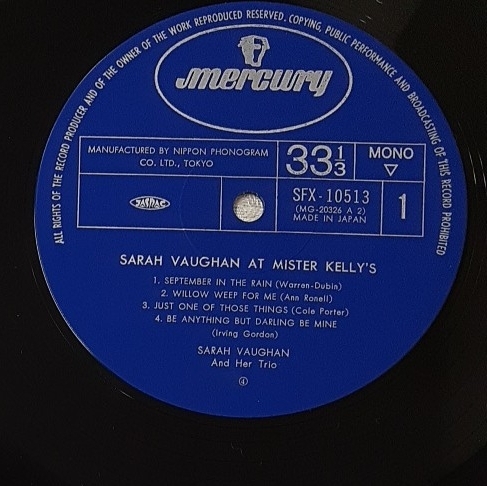 ALL RIGHTS OF THE RECORD PRODUCER AND OF THE OWNER OF THE WORK REPRODUCED RESERVED. COPYING, PUBLIC PERFORMANCE AND BROADCASTING OF THIS RECORD PROHIBITED
mercury
MANUFACTURED BY NIPPON PHONOGRAM
CO. LTD., TOKYO
33 1/3
MONO
▽
JASRAC
SFX-10513
(MG-20326 A 2)
MADE IN JAPAN
1
SARAH VAUGHAN AT MISTER KELLY'S
1. SEPTEMBER IN THE RAIN (Warren-Dubin)
2. WILLOW WEEP FOR ME (Ann Ronell)
3. JUST ONE OF THOSE THINGS (Cole Porter)
4. BE ANYTHING BUT DARLING BE MINE
(Irving Gordon)
SARAH VAUGHAN
And Her Trio
④